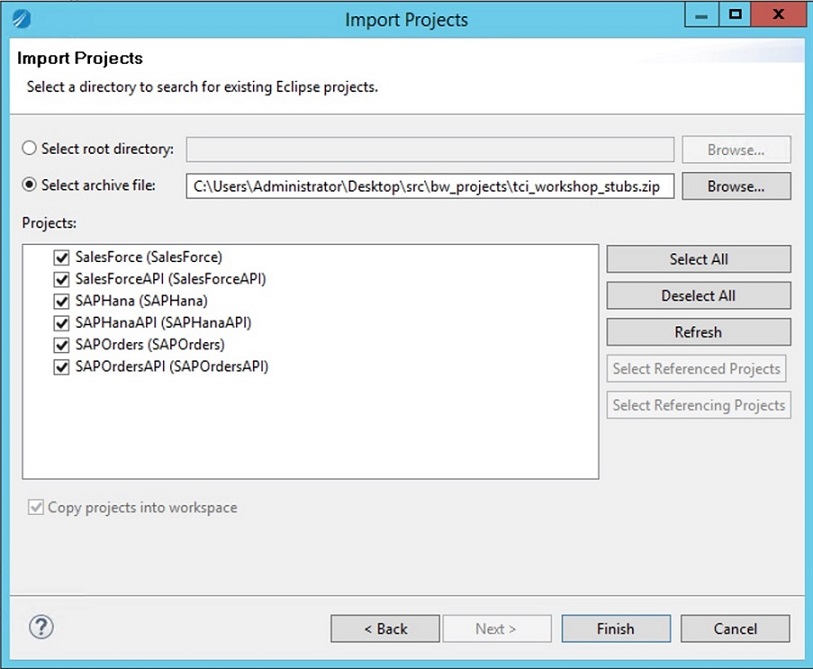 Import Projects
Import Projects
Select a directory to search for existing Eclipse projects.
Select root directory: Browse...
Select archive file: C:\Users\Administrator\Desktop\src\bw_projects\tci_workshop_stubs.zip Browse...
Projects:
SalesForce (SalesForce)
SalesForceAPI (SalesForceAPI)
SAPHana (SAPHana)
SAPHanaAPI (SAPHanaAPI)
SAPOrders (SAPOrders)
SAPOrdersAPI (SAPOrdersAPI)
Select All
Deselect All
Refresh
Select Referenced Projects
Select Referencing Projects
Copy projects into workspace
? < Back Next > Finish Cancel